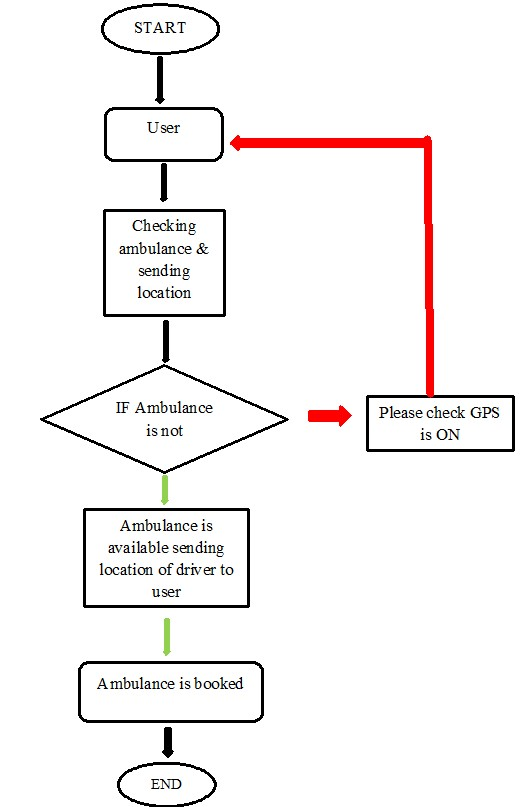 START
User
Checking
ambulance &
sending
location
IF Ambulance
is not
Please check GPS
is ON
Ambulance is
available sending
location of driver to
user
Ambulance is booked
END